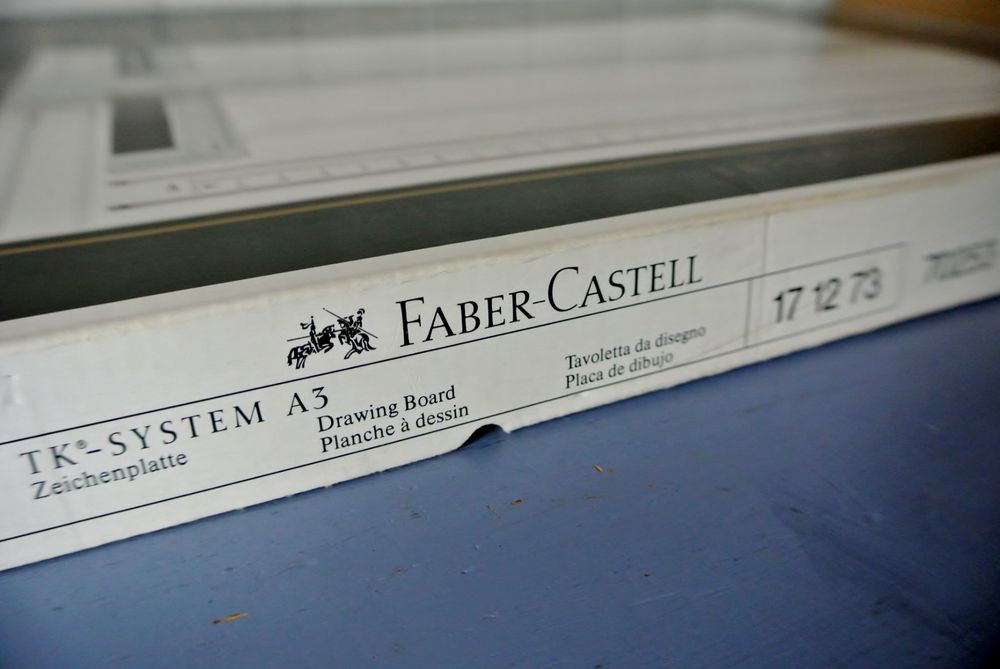 FABER-CASTELL
17 12 73
TK®-SYSTEM A3
Zeichenplatte
Drawing Board
Planche à dessin
Tavoletta da disegno
Placa de dibujo